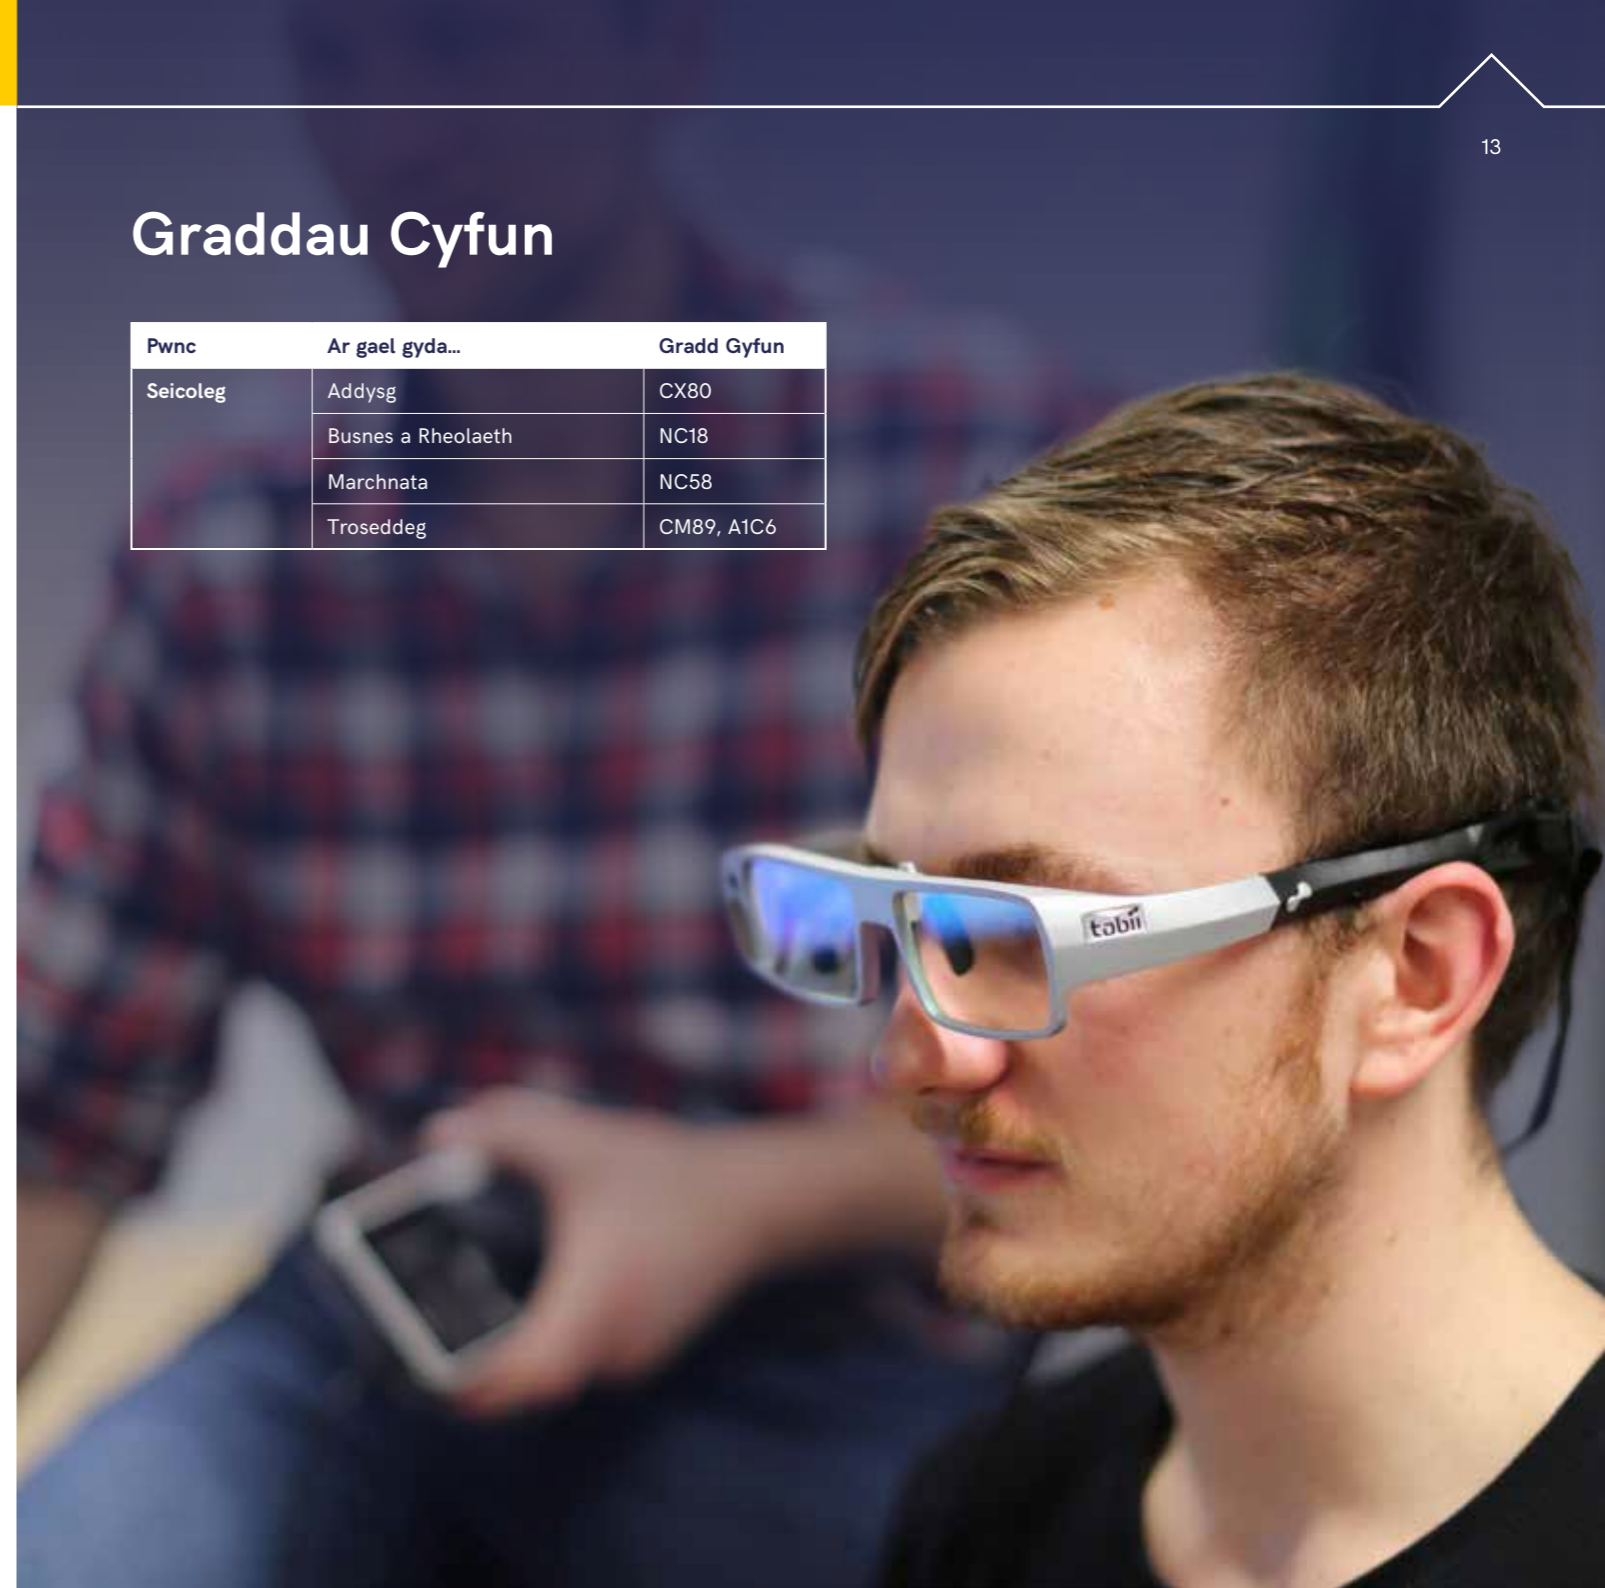 13
Graddau Cyfun
Pwnc Ar gael gyda... Gradd Gyfun
Seicoleg Addysg CX80
Busnes a Rheolaeth NC18
Marchnata NC58
Troseddeg CM89, A1C6
tobii